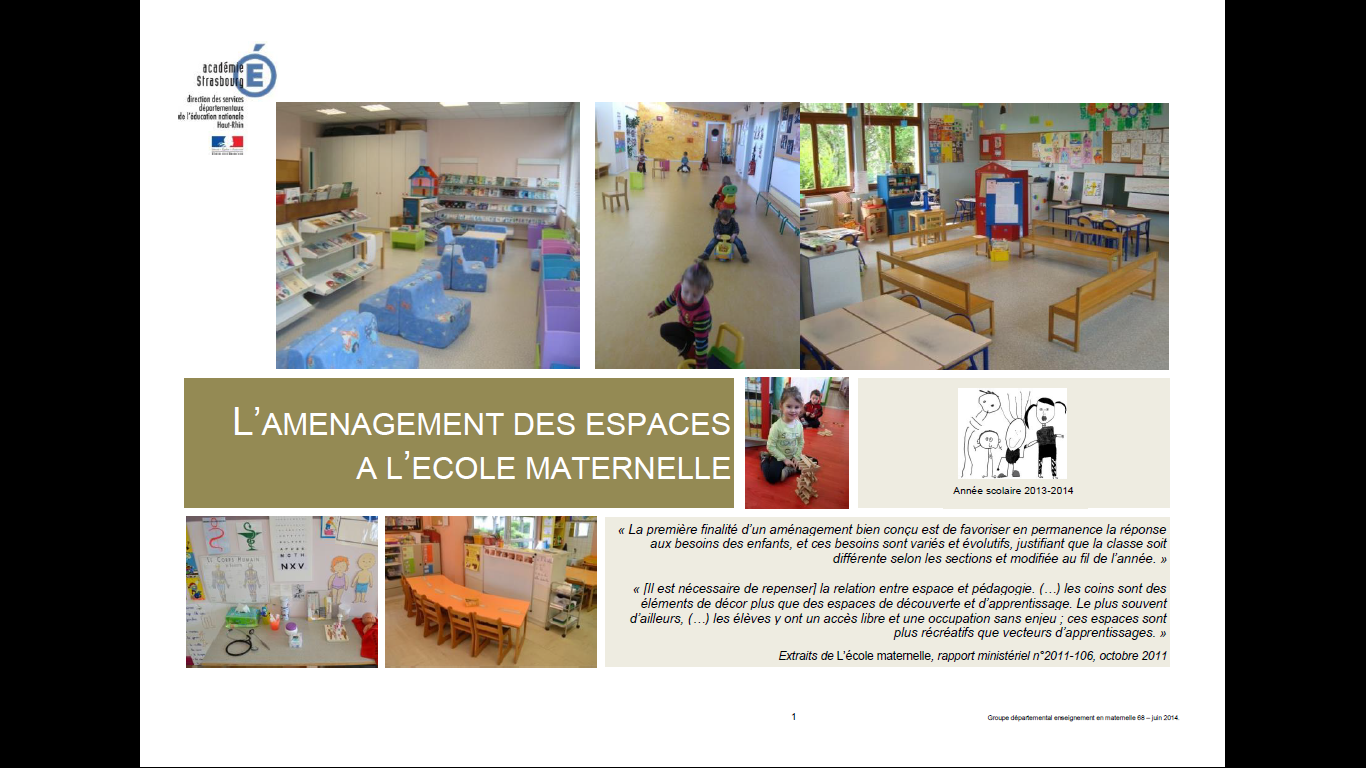 académie
Strasbourg
direction des services
départementaux
de l'éducation nationale
Haut-Rhin
L'AMENAGEMENT DES ESPACES
A L'ECOLE MATERNELLE
Année scolaire 2013-2014
« La première finalité d'un aménagement bien conçu est de favoriser en permanence la réponse
aux besoins des enfants, et ces besoins sont variés et évolutifs, justifiant que la classe soit
différente selon les sections et modifiée au fil de l'année. »
« [Il est nécessaire de repenser] la relation entre espace et pédagogie. (…) les coins sont des
éléments de décor plus que des espaces de découverte et d'apprentissage. Le plus souvent
d'ailleurs, (…) les élèves y ont un accès libre et une occupation sans enjeu ; ces espaces sont
plus récréatifs que vecteurs d'apprentissages. »
Extraits de L'école maternelle, rapport ministériel n°2011-106, octobre 2011
1
Groupe départemental enseignement en maternelle 68 – juin 2014.